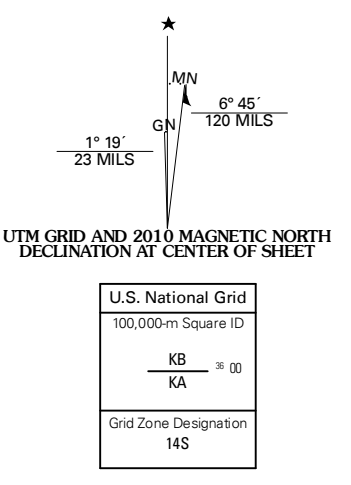 ★
MN
6° 45´
120 MILS
GN
1° 19´
23 MILS
UTM GRID AND 2010 MAGNETIC NORTH
DECLINATION AT CENTER OF SHEET
U.S. National Grid
100,000-m Square ID
KB
36 00
KA
Grid Zone Designation
14S